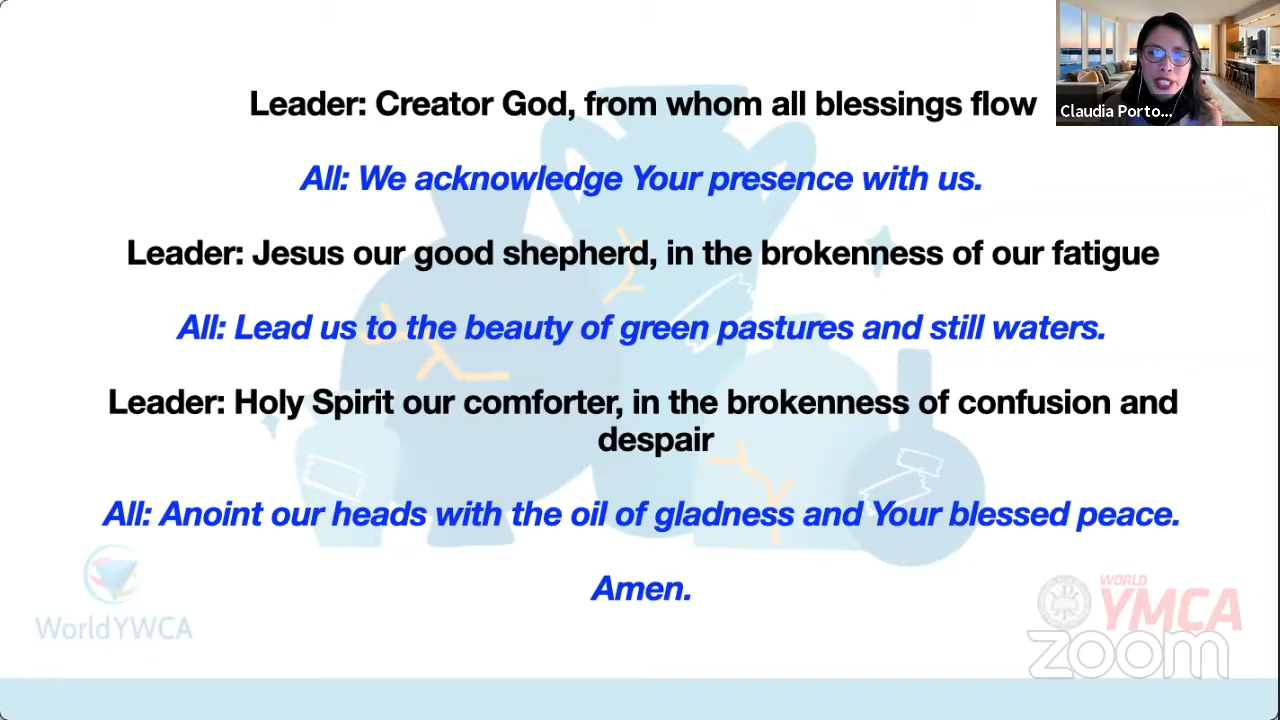 Leader: Creator God, from whom all blessings flow
Claudia Porto...
All: We acknowledge Your presence with us.
Leader: Jesus our good shepherd, in the brokenness of our fatigue
All: Lead us to the beauty of green pastures and still waters.
Leader: Holy Spirit our comforter, in the brokenness of confusion and
despair
All: Anoint our heads with the oil of gladness and Your blessed peace.
Amen.
WorldYWCA
WORLD
YMCA
zoom